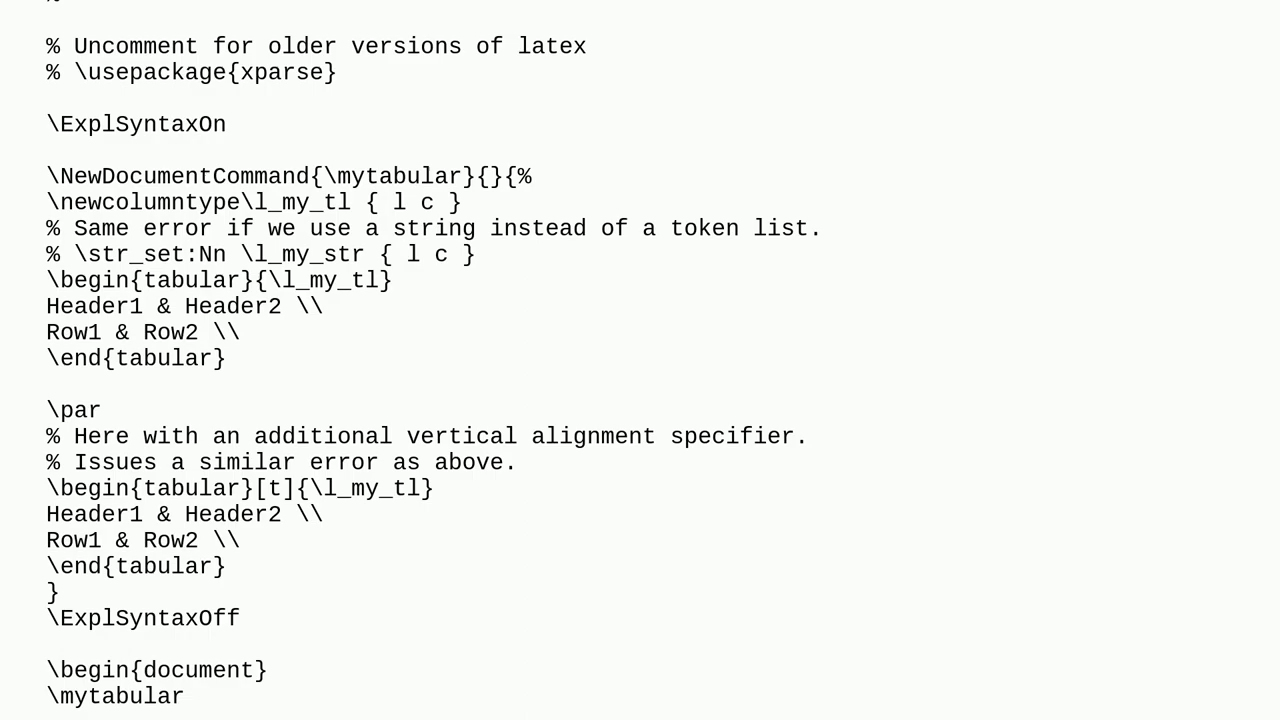 %
% Uncomment for older versions of latex
% \usepackage{xparse}
\ExplSyntaxOn
\NewDocumentCommand{\mytabular}{}{%
\newcolumntype\l_my_tl { l c }
% Same error if we use a string instead of a token list.
% \str_set:Nn \l_my_str { l c }
\begin{tabular}{\l_my_tl}
Header1 & Header2 \\
Row1 & Row2 \\
\end{tabular}
\par
% Here with an additional vertical alignment specifier.
% Issues a similar error as above.
\begin{tabular}[t]{\l_my_tl}
Header1 & Header2 \\
Row1 & Row2 \\
\end{tabular}
}
\ExplSyntaxOff
\begin{document}
\mytabular